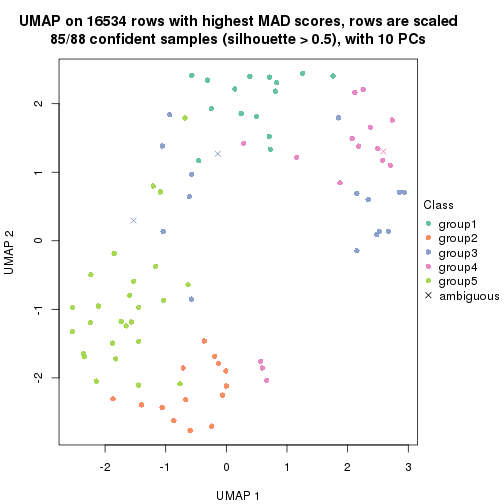 UMAP on 16534 rows with highest MAD scores, rows are scaled
85/88 confident samples (silhouette > 0.5), with 10 PCs
2
1
0
-1
-2
UMAP 2
-2
-1
0
1
2
3
UMAP 1
Class
group1
group2
group3
group4
group5
ambiguous